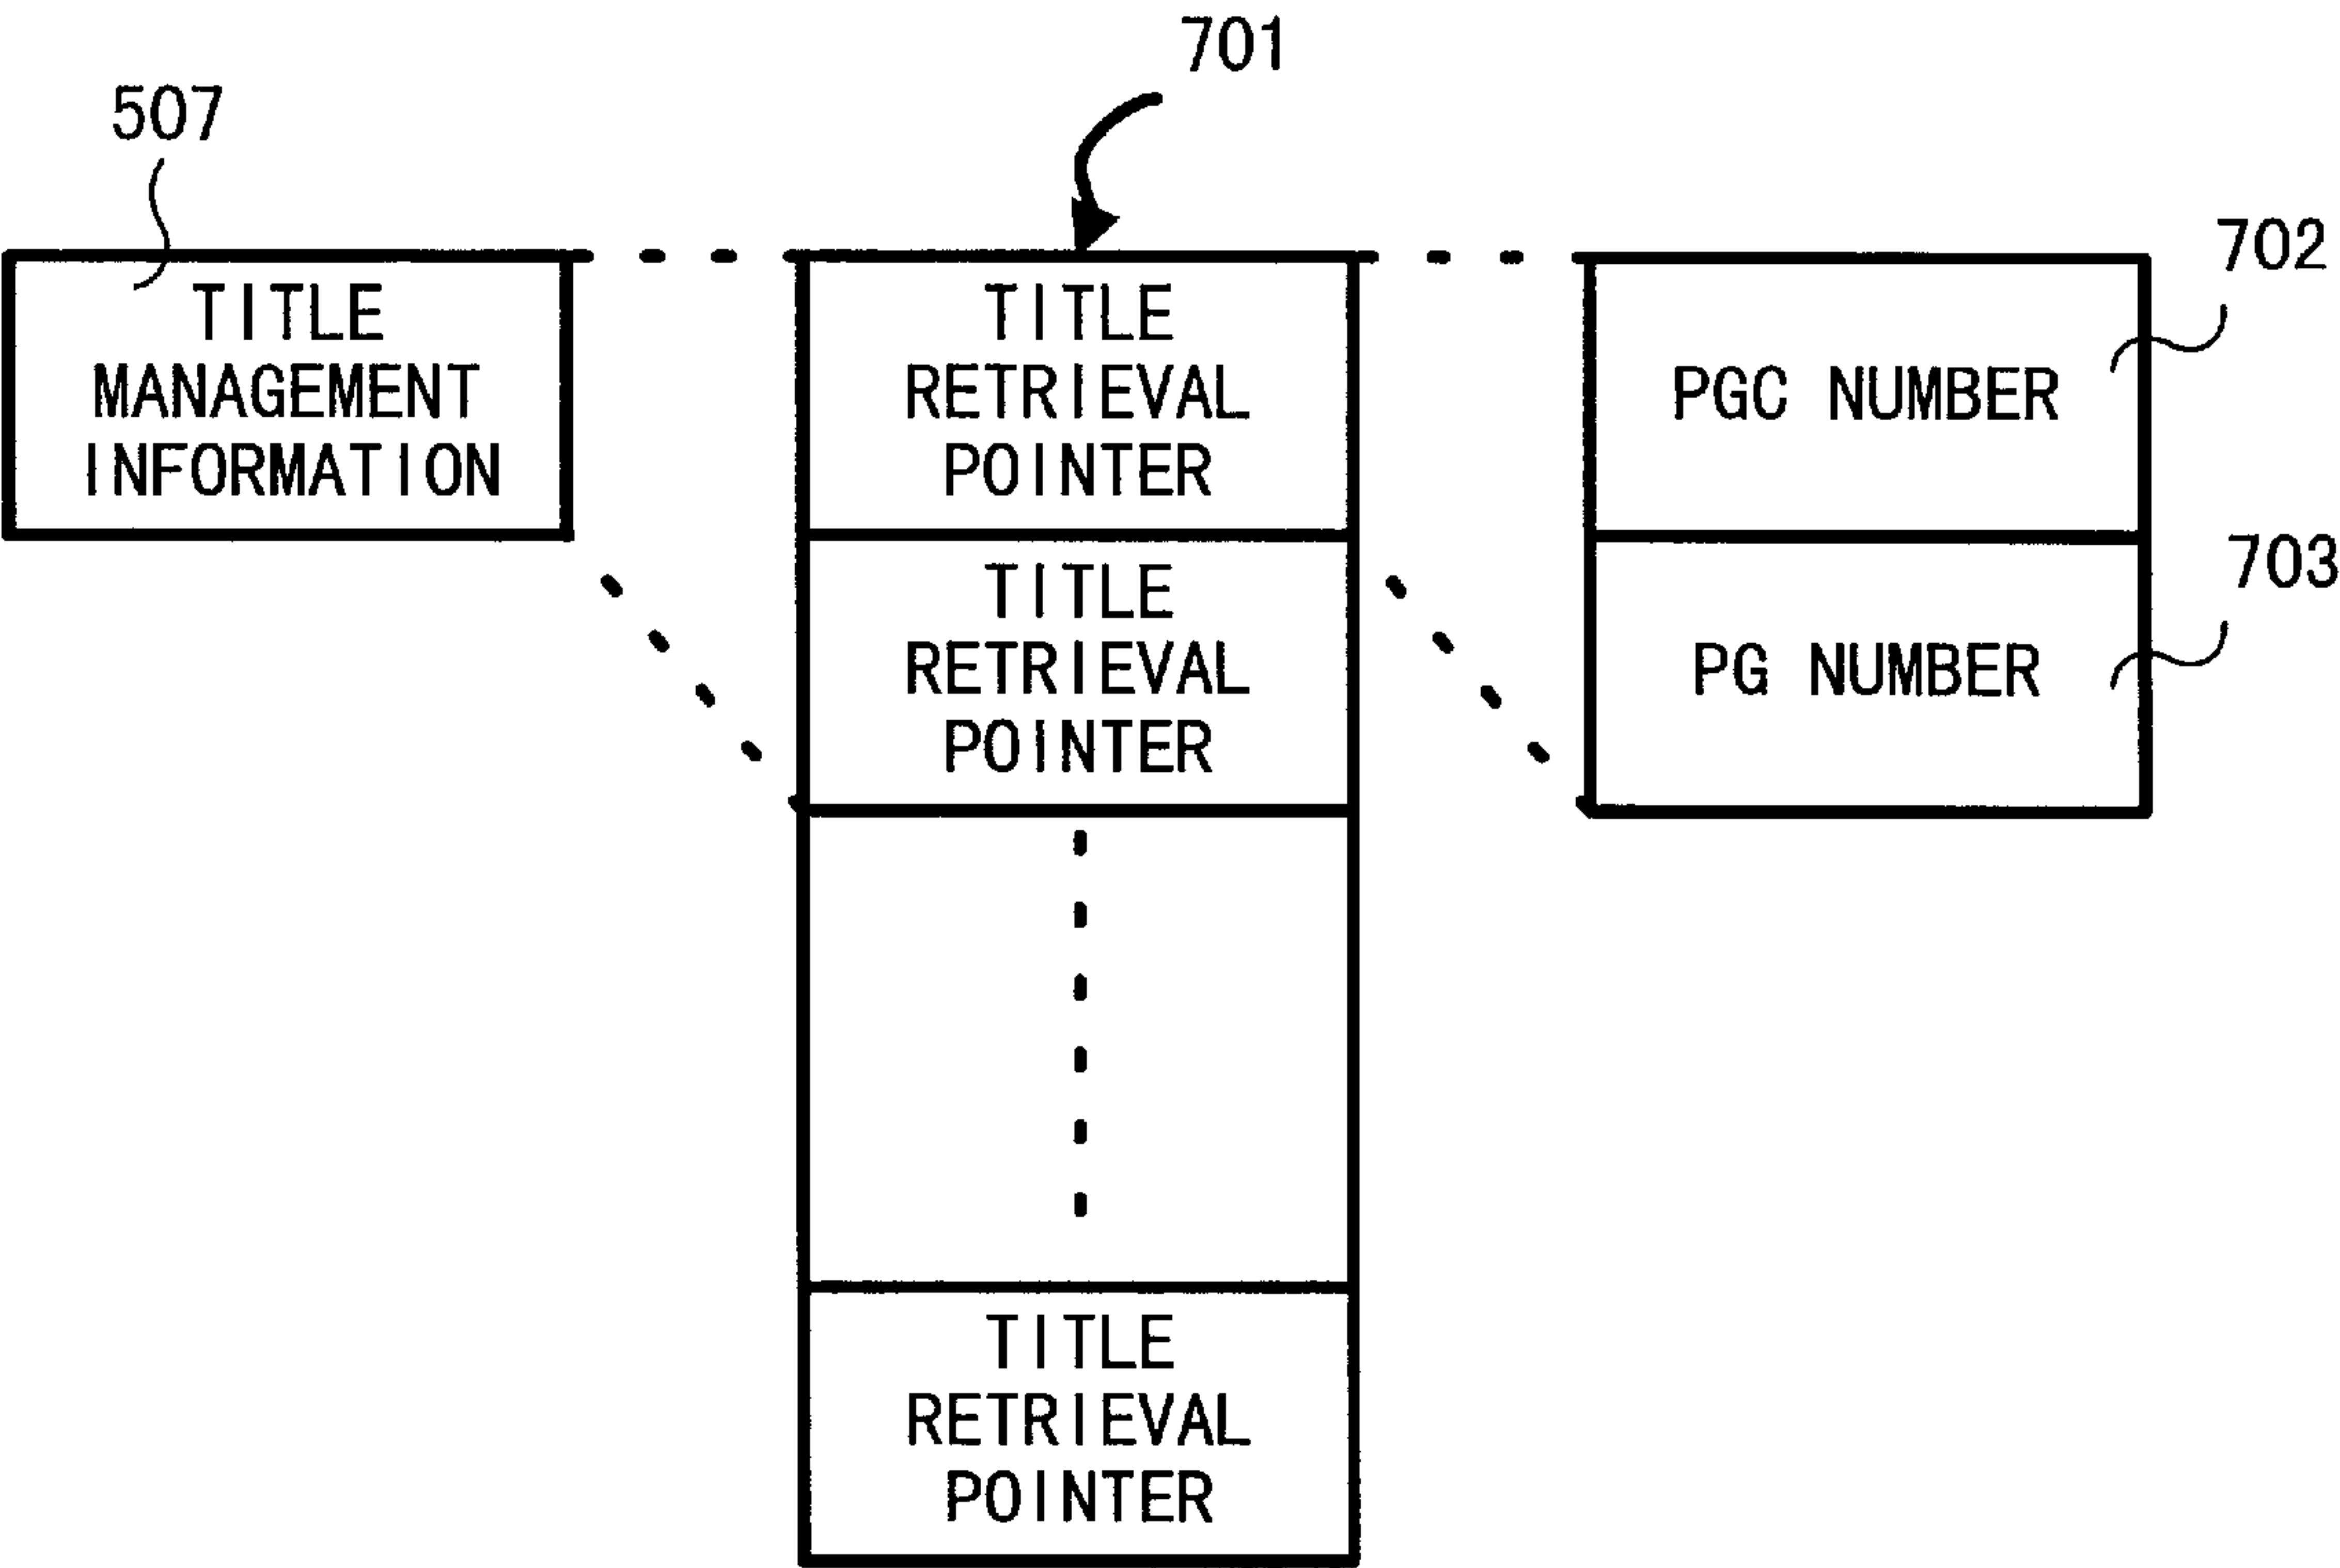 701
507
TITLE
MANAGEMENT
INFORMATION
TITLE
RETRIEVAL
POINTER
TITLE
RETRIEVAL
POINTER
TITLE
RETRIEVAL
POINTER
702
PGC NUMBER
703
PG NUMBER